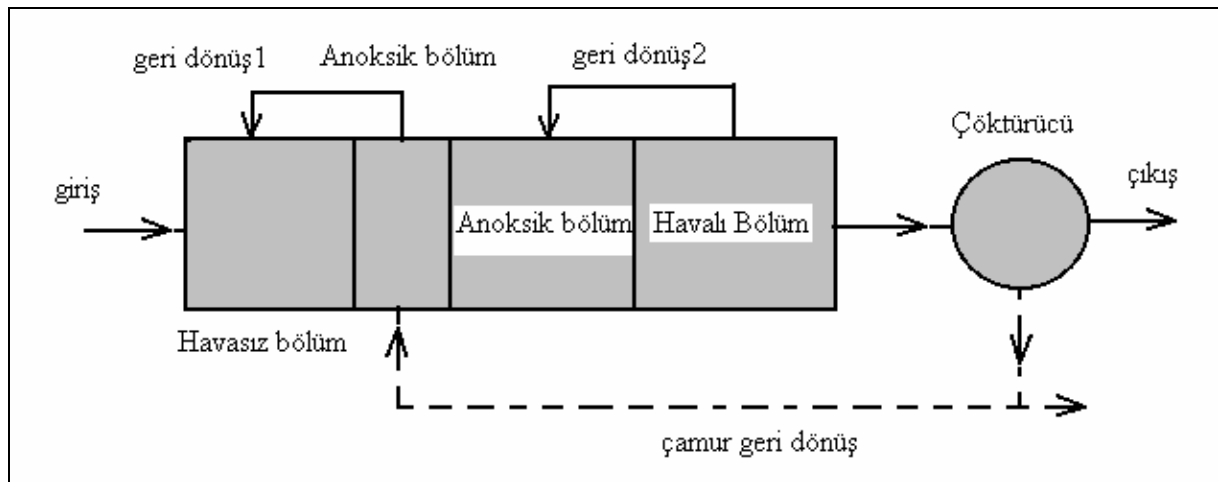 geri dönüş1
Anoksik bölüm
geri dönüş2
Çöktürücü
giriş
çıkış
Anoksik bölüm
Havalı Bölüm
Havasız bölüm
çamur geri dönüş